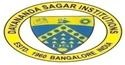 DAYANANDA SAGAR INSTITUTIONS
ESTD. 1960 BANGALORE INDIA